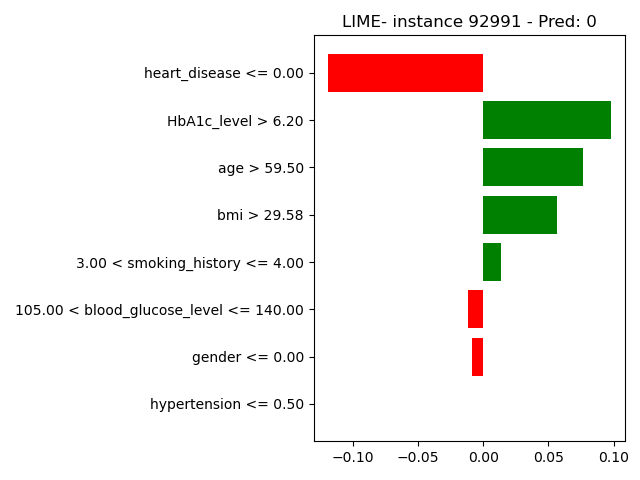 LIME- instance 92991 - Pred: 0
heart_disease <= 0.00
HbA1c_level > 6.20
age > 59.50
bmi > 29.58
3.00 < smoking_history <= 4.00
105.00 < blood_glucose_level <= 140.00
gender <= 0.00
hypertension <= 0.50
−0.10 −0.05 0.00 0.05 0.10